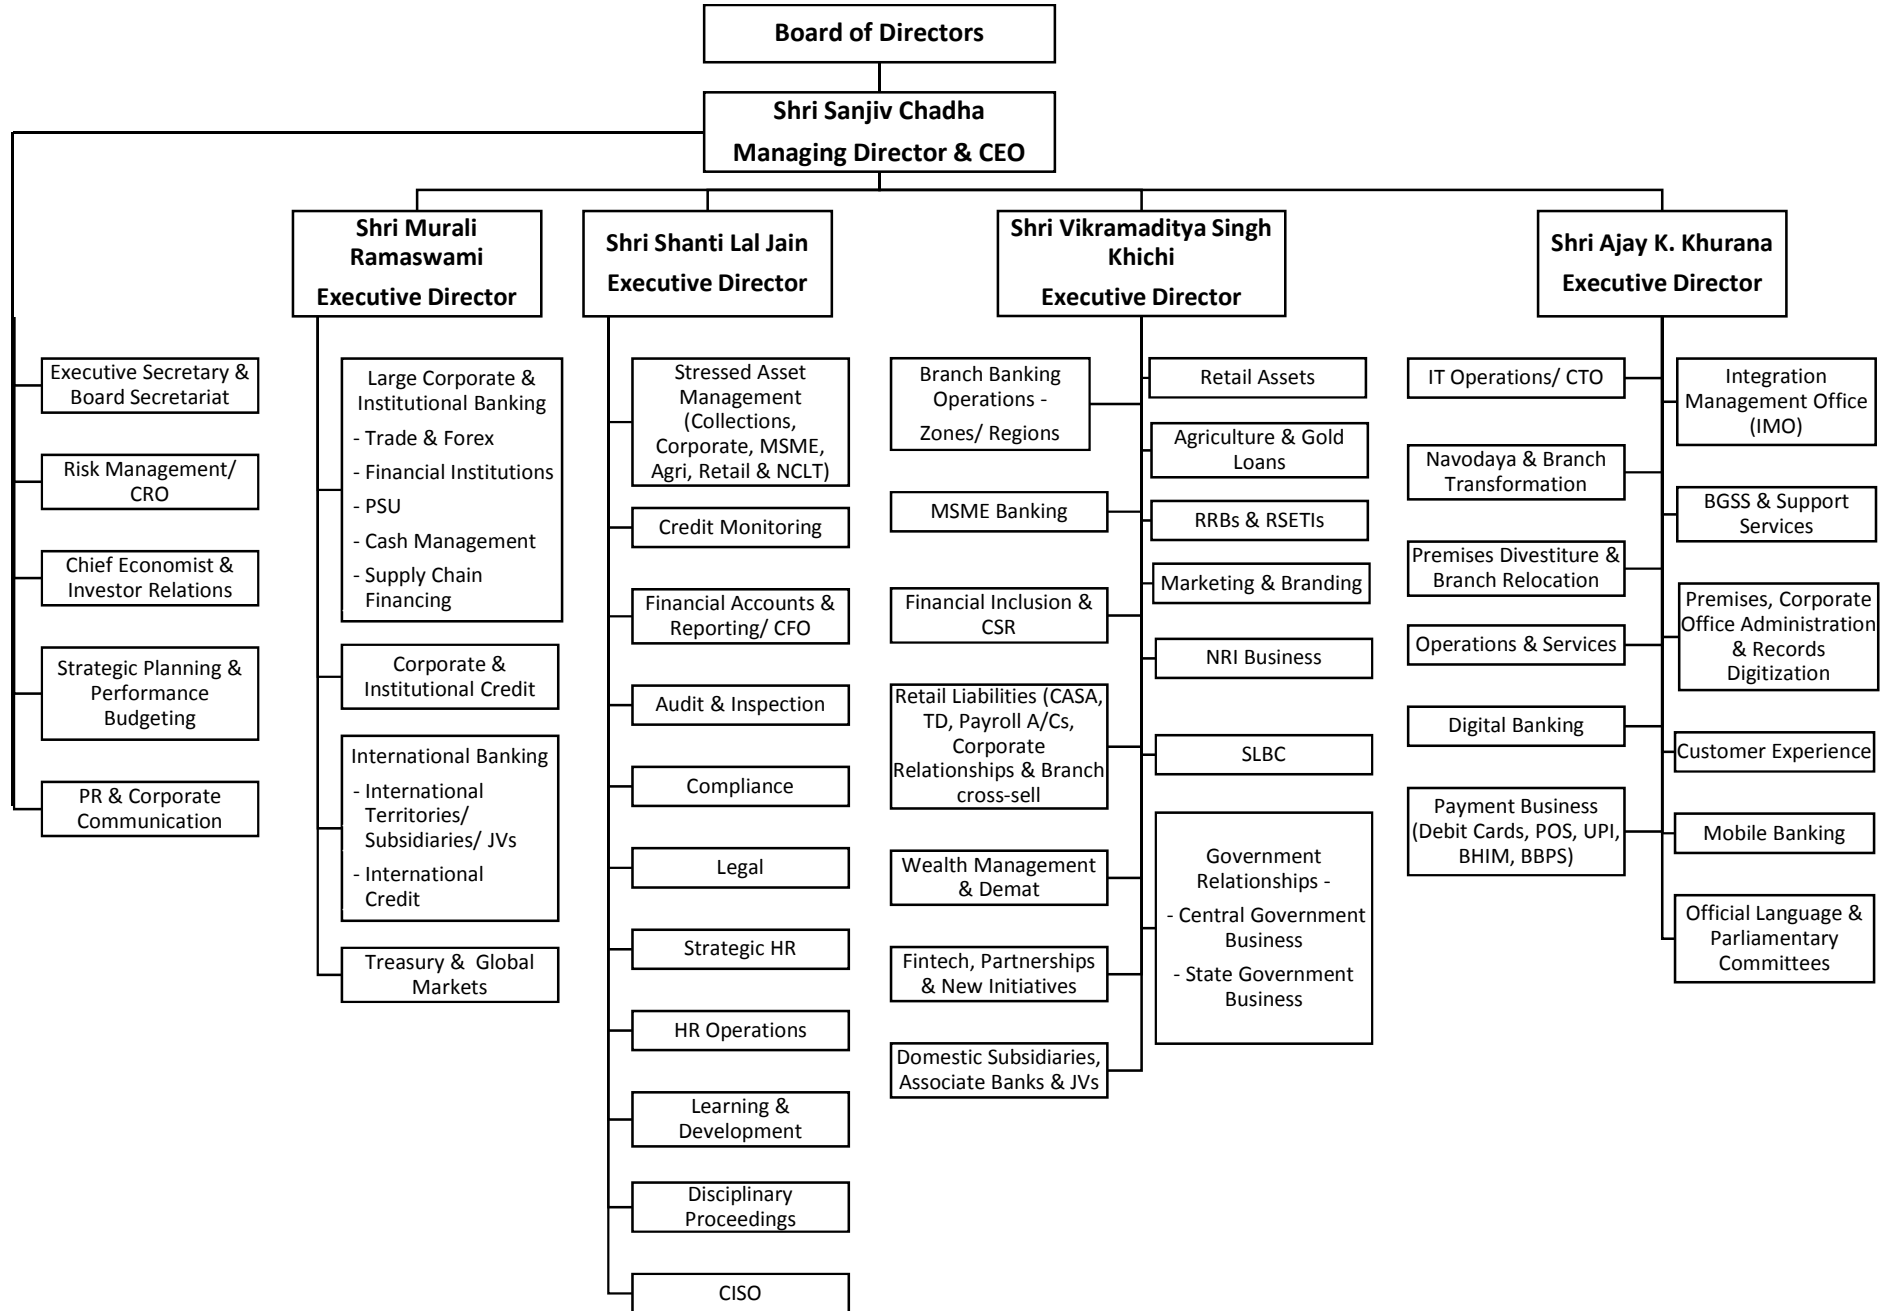 Board of Directors
Shri Sanjiv Chadha
Managing Director & CEO
Shri Murali
Ramaswami
Executive Director
Shri Shanti Lal Jain
Executive Director
Shri Vikramaditya Singh
Khichi
Executive Director
Shri Ajay K. Khurana
Executive Director
Executive Secretary &
Board Secretariat
Risk Management/
CRO
Chief Economist &
Investor Relations
Strategic Planning &
Performance
Budgeting
PR & Corporate
Communication
Large Corporate &
Institutional Banking
- Trade & Forex
- Financial Institutions
- PSU
- Cash Management
- Supply Chain
Financing
Corporate &
Institutional Credit
International Banking
- International
Territories/
Subsidiaries/ JVs
- International
Credit
Treasury & Global
Markets
Stressed Asset
Management
(Collections,
Corporate, MSME,
Agri, Retail & NCLT)
Credit Monitoring
Financial Accounts &
Reporting/ CFO
Audit & Inspection
Compliance
Legal
Strategic HR
HR Operations
Learning &
Development
Disciplinary
Proceedings
CISO
Branch Banking
Operations -
Zones/ Regions
MSME Banking
Financial Inclusion &
CSR
Retail Liabilities (CASA,
TD, Payroll A/Cs,
Corporate
Relationships & Branch
cross-sell
Wealth Management
& Demat
Fintech, Partnerships
& New Initiatives
Domestic Subsidiaries,
Associate Banks & JVs
Retail Assets
Agriculture & Gold
Loans
RRBs & RSETIs
Marketing & Branding
NRI Business
SLBC
Government
Relationships -
- Central Government
Business
- State Government
Business
IT Operations/ CTO
Navodaya & Branch
Transformation
Premises Divestiture &
Branch Relocation
Operations & Services
Digital Banking
Payment Business
(Debit Cards, POS, UPI,
BHIM, BBPS)
Integration
Management Office
(IMO)
BGSS & Support
Services
Premises, Corporate
Office Administration
& Records
Digitization
Customer Experience
Mobile Banking
Official Language &
Parliamentary
Committees